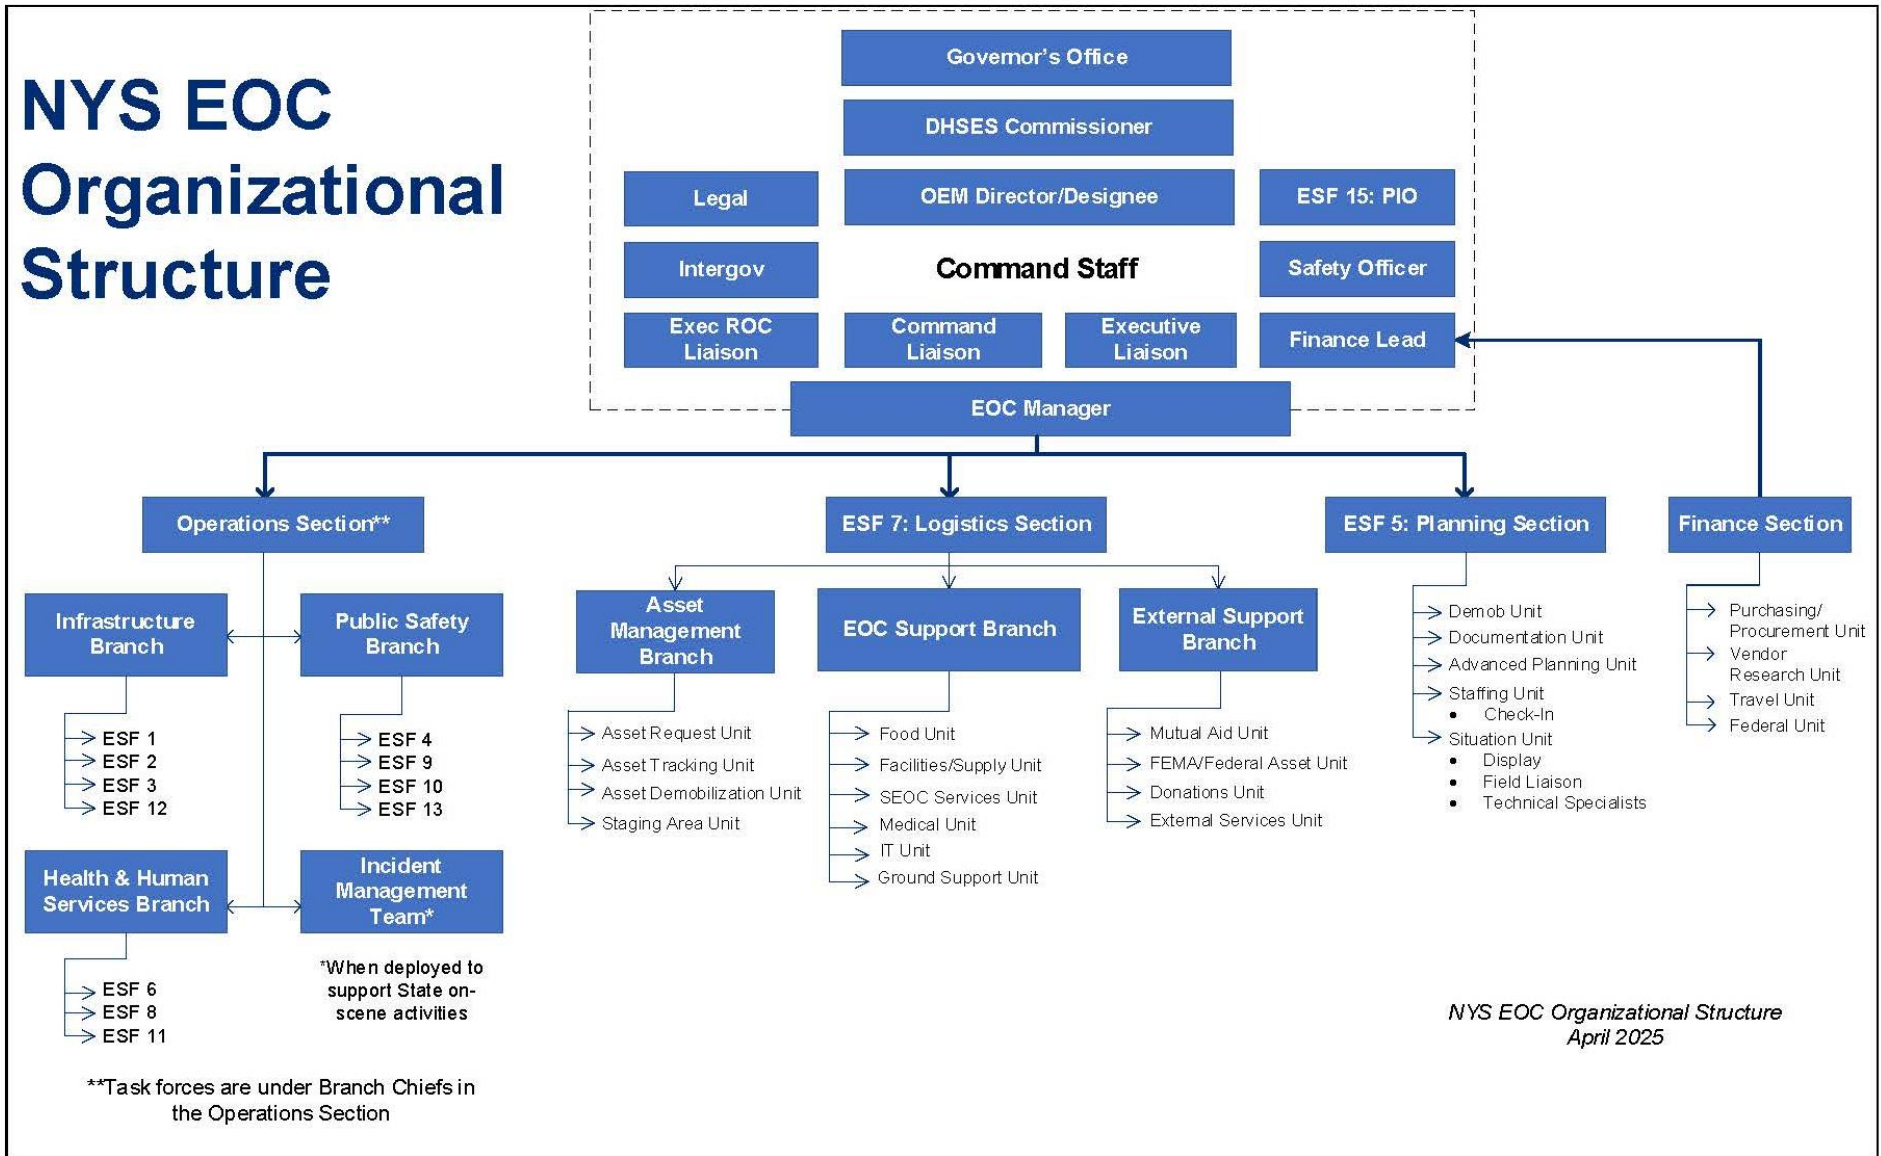 NYS EOC
Organizational
Structure
Governor's Office
DHSES Commissioner
Legal
OEM Director/Designee
ESF 15: PIO
Intergov
Command Staff
Safety Officer
Exec ROC
Liaison
Command
Liaison
Executive
Liaison
Finance Lead
EOC Manager
Operations Section**
ESF 7: Logistics Section
ESF 5: Planning Section
Finance Section
Infrastructure
Branch
Public Safety
Branch
ESF 1
ESF 2
ESF 3
ESF 12
ESF 4
ESF 9
ESF 10
ESF 13
Health & Human
Services Branch
Incident
Management
Team*
ESF 6
ESF 8
ESF 11
*When deployed to
support State on-
scene activities
**Task forces are under Branch Chiefs in
the Operations Section
Asset
Management
Branch
Asset Request Unit
Asset Tracking Unit
Asset Demobilization Unit
Staging Area Unit
EOC Support Branch
Food Unit
Facilities/Supply Unit
SEOC Services Unit
Medical Unit
IT Unit
Ground Support Unit
External Support
Branch
Mutual Aid Unit
FEMA/Federal Asset Unit
Donations Unit
External Services Unit
Demob Unit
Documentation Unit
Advanced Planning Unit
Staffing Unit
• Check-In
Situation Unit
• Display
• Field Liaison
• Technical Specialists
Purchasing/
Procurement Unit
Vendor
Research Unit
Travel Unit
Federal Unit
NYS EOC Organizational Structure
April 2025